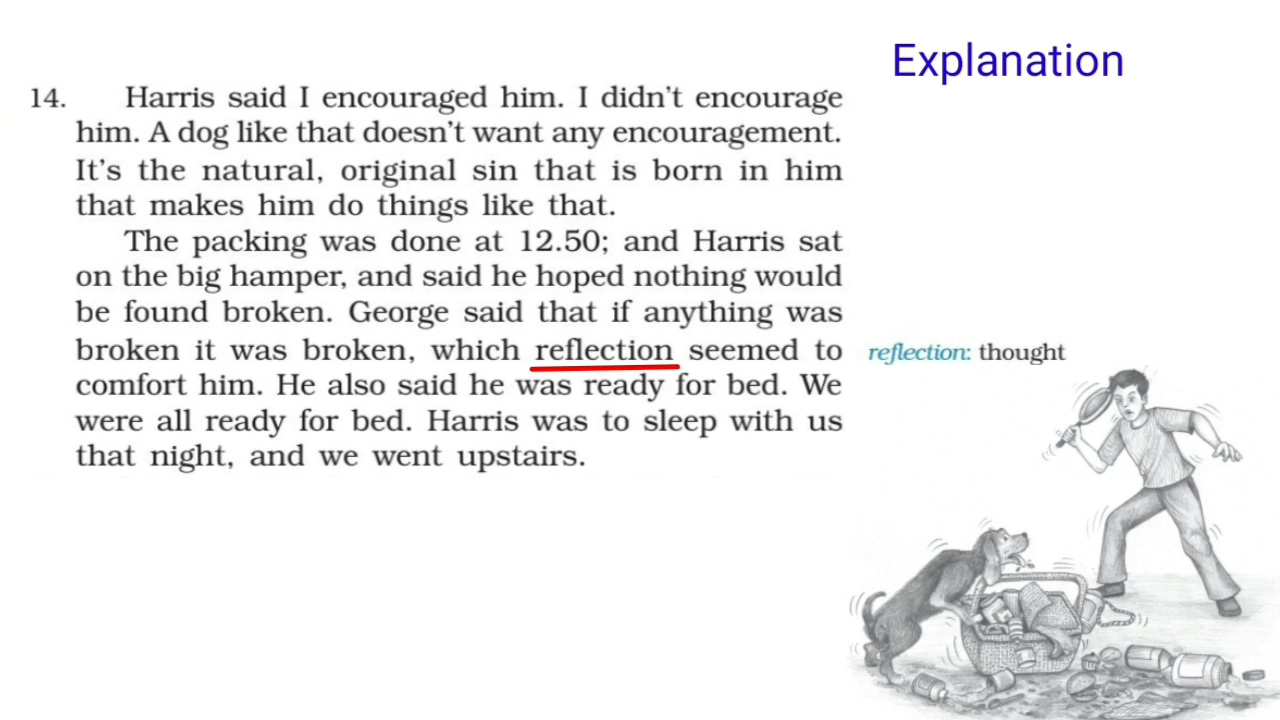 Explanation
14. Harris said I encouraged him. I didn't encourage
him. A dog like that doesn't want any encouragement.
It's the natural, original sin that is born in him
that makes him do things like that.
The packing was done at 12.50; and Harris sat
on the big hamper, and said he hoped nothing would
be found broken. George said that if anything was
broken it was broken, which reflection seemed to
comfort him. He also said he was ready for bed. We
were all ready for bed. Harris was to sleep with us
that night, and we went upstairs.
reflection: thought